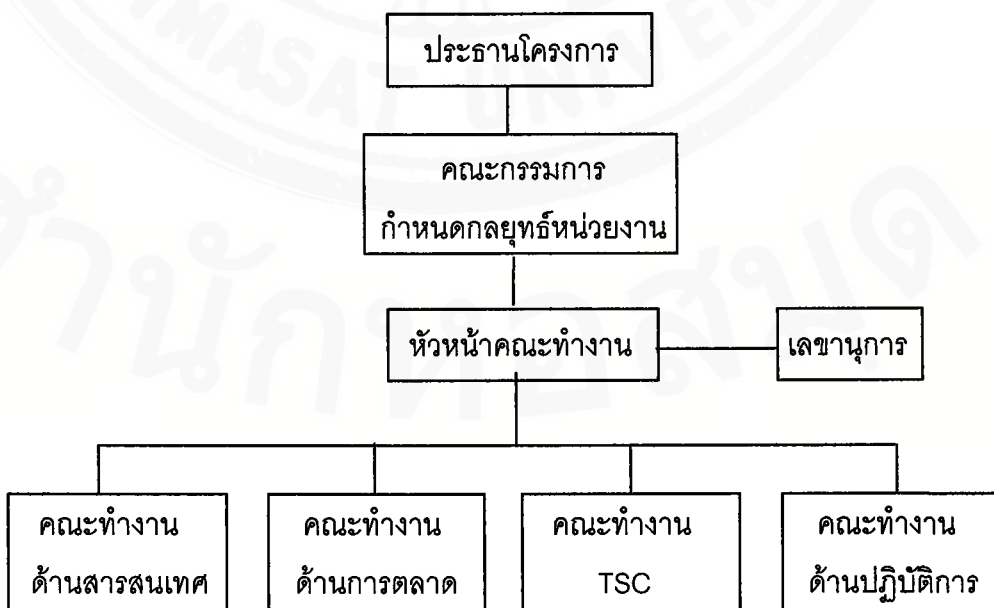 ประธานโครงการ
คณะกรรมการ
กำหนดกลยุทธ์หน่วยงาน
หัวหน้าคณะทำงาน
เลขานุการ
คณะทำงาน
ด้านสารสนเทศ
คณะทำงาน
ด้านการตลาด
คณะทำงาน
TSC
คณะทำงาน
ด้านปฏิบัติการ